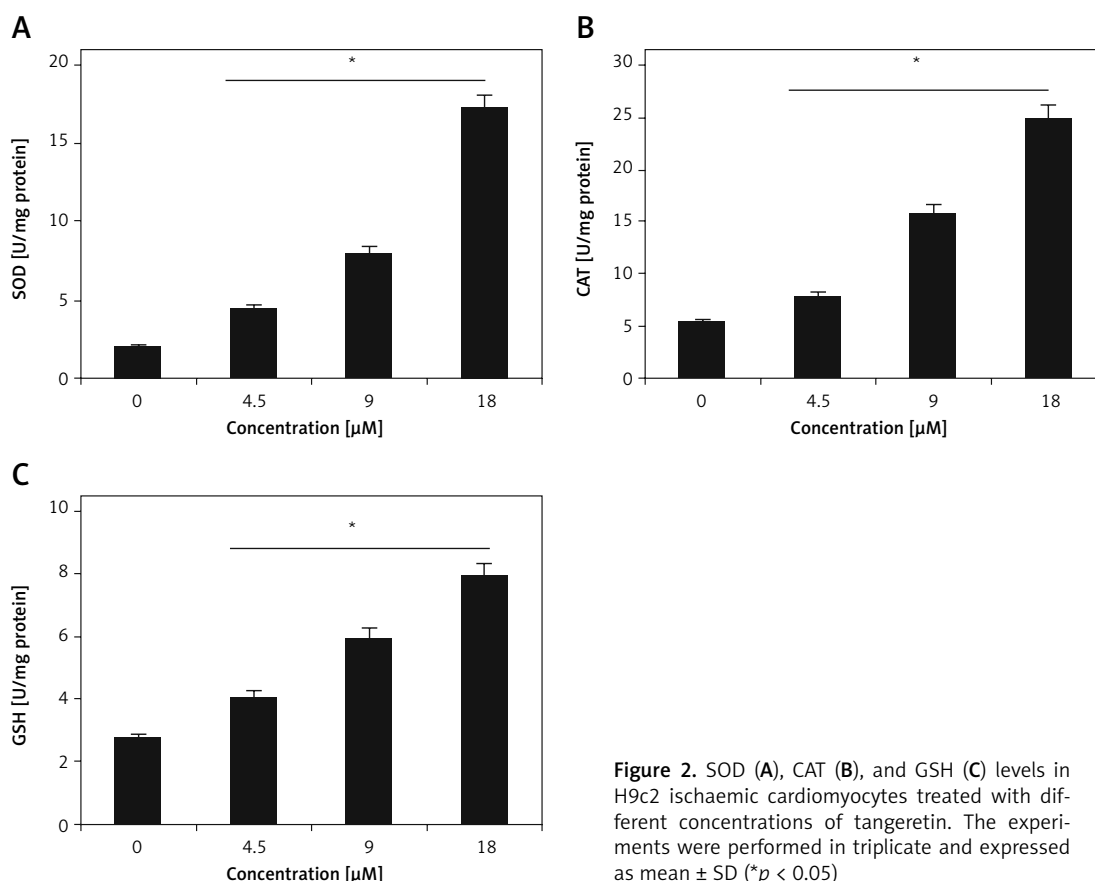 A
20
15
10
5
0
SOD [U/mg protein]
*
0 4.5 9 18
Concentration [µM]
B
30
25
20
15
10
5
0
CAT [U/mg protein]
*
0 4.5 9 18
Concentration [µM]
C
10
8
6
4
2
0
GSH [U/mg protein]
*
0 4.5 9 18
Concentration [µM]
Figure 2. SOD (A), CAT (B), and GSH (C) levels in
H9c2 ischaemic cardiomyocytes treated with dif-
ferent concentrations of tangeretin. The experi-
ments were performed in triplicate and expressed
as mean ± SD (*p < 0.05)